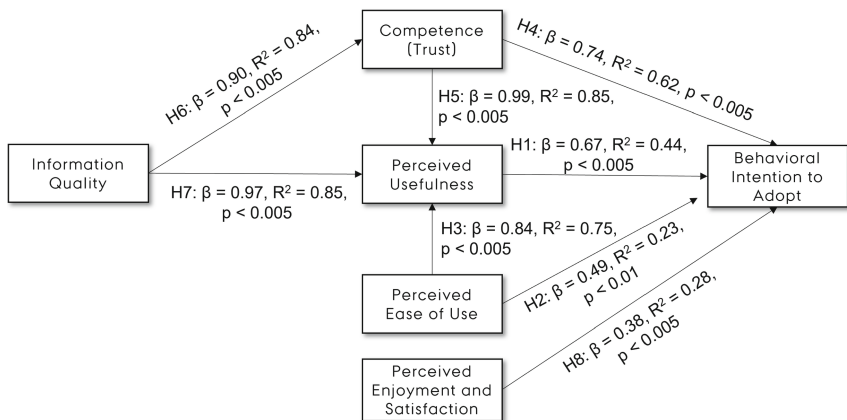 Competence
(Trust)
H4: β = 0.74, R² = 0.62, p < 0.005
H6: β = 0.90, R² = 0.84,
p < 0.005
H5: β = 0.99, R² = 0.85,
p < 0.005
Information
Quality
Perceived
Usefulness
H1: β = 0.67, R² = 0.44,
p < 0.005
Behavioral
Intention to
Adopt
H7: β = 0.97, R² = 0.85,
p < 0.005
H3: β = 0.84, R² = 0.75,
p < 0.005
H2: β = 0.49, R² = 0.23,
p < 0.01
Perceived
Ease of Use
H8: β = 0.38, R² = 0.28,
p < 0.005
Perceived
Enjoyment and
Satisfaction